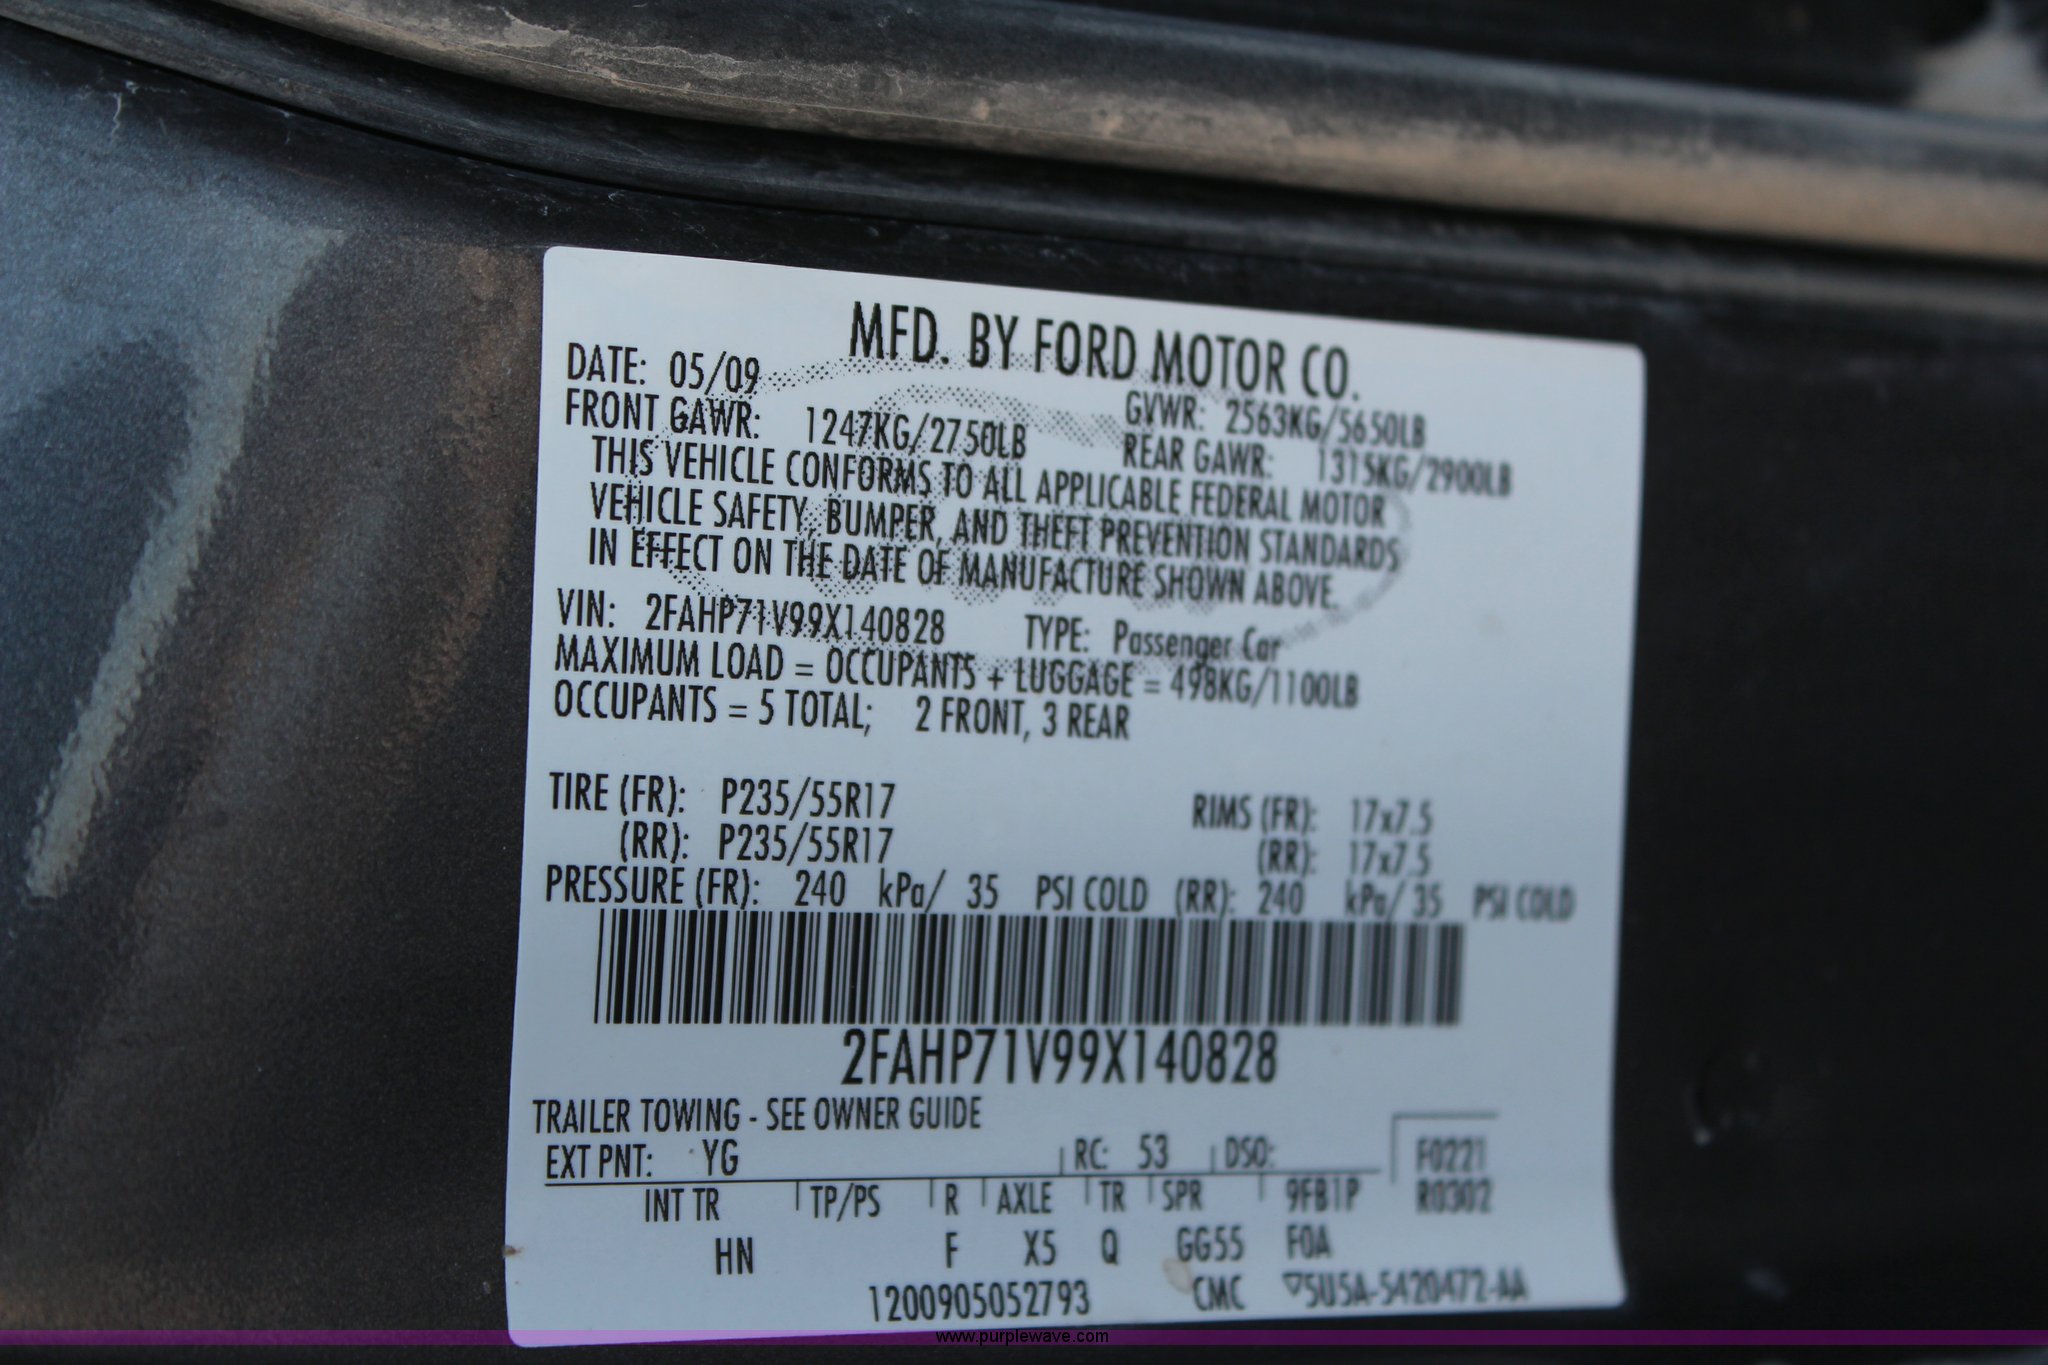 MFD. BY FORD MOTOR CO.
DATE: 05/09 GVWR: 2563KG/5650LB
FRONT GAWR: 1247KG/2750LB REAR GAWR: 1315KG/2900LB
THIS VEHICLE CONFORMS TO ALL APPLICABLE FEDERAL MOTOR
VEHICLE SAFETY, BUMPER, AND THEFT PREVENTION STANDARDS
IN EFFECT ON THE DATE OF MANUFACTURE SHOWN ABOVE.
VIN: 2FAHP71V99X140828 TYPE: Passenger Car
MAXIMUM LOAD = OCCUPANTS + LUGGAGE = 498KG/1100LB
OCCUPANTS = 5 TOTAL; 2 FRONT, 3 REAR
TIRE (FR): P235/55R17 RIMS (FR): 17x7.5
(RR): P235/55R17 (RR): 17x7.5
PRESSURE (FR): 240 kPa/ 35 PSI COLD (RR): 240 kPa/ 35 PSI COLD
2FAHP71V99X140828
TRAILER TOWING - SEE OWNER GUIDE
EXT PNT: YG RC: 53 DSO: F0221
INT TR TP/PS R AXLE TR SPR 9FB1P R0302
HN F X5 Q GG55 F0A
1200905052793 CMC ▽5U5A-5420472-AA
www.purplewave.com